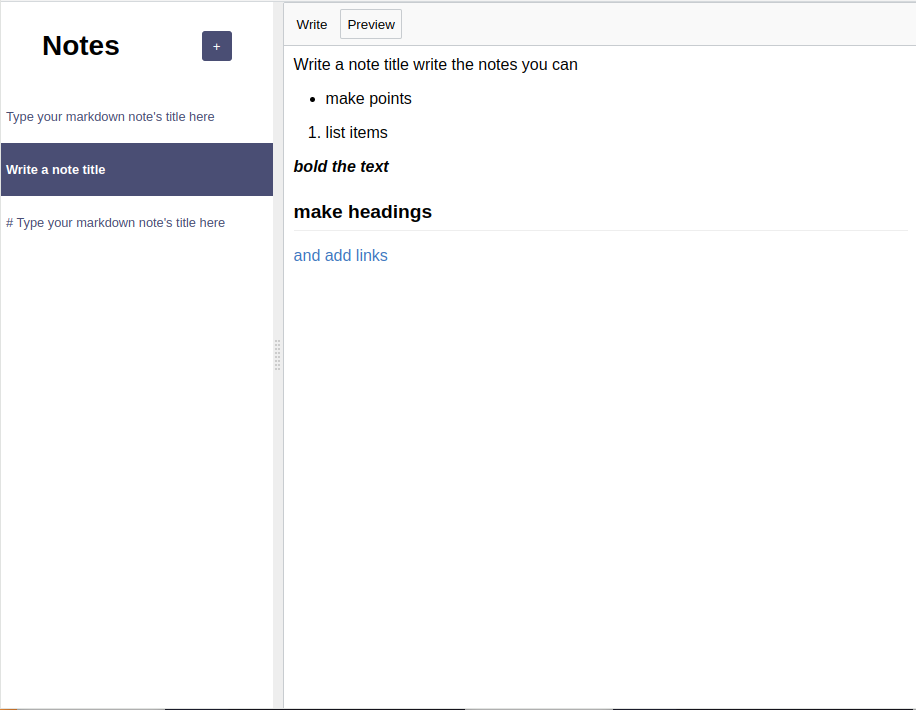 Notes
+
Type your markdown note's title here
Write a note title
# Type your markdown note's title here
Write
Preview
Write a note title write the notes you can
• make points
1. list items
bold the text
make headings
and add links